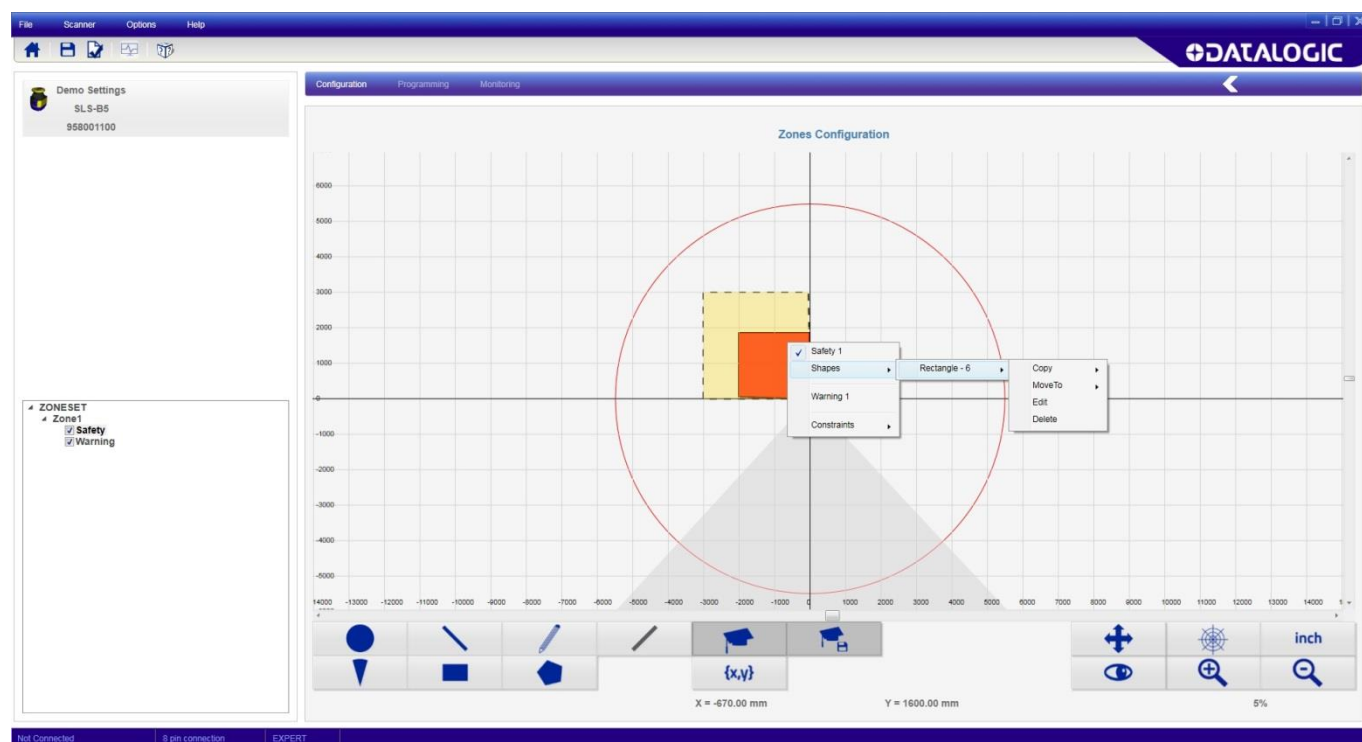 File Scanner Options Help
DATALOGIC
Demo Settings
SLS-B5
958001100
Configuration Programming Monitoring
Zones Configuration
6000
5000
4000
3000
2000
1000
0
-1000
-2000
-3000
-4000
-5000
Safety 1
Shapes
Warning 1
Constraints
Rectangle - 6
Copy
MoveTo
Edit
Delete
ZONESET
Zone1
Safety
Warning
14000 -13000 -12000 -11000 -10000 -9000 -8000 -7000 -6000 -5000 -4000 -3000 -2000 -1000 0 1000 2000 3000 4000 5000 6000 7000 8000 9000 10000 11000 12000 13000 14000 1
inch
{x,y}
X = -670.00 mm Y = 1600.00 mm 5%
Not Connected 8 pin connection EXPERT